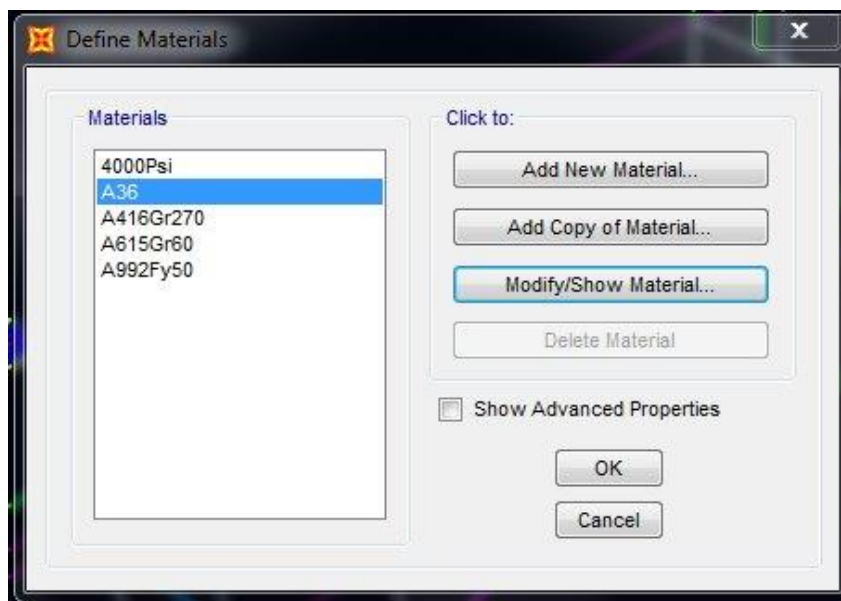 Define Materials
x
Materials
4000Psi
A36
A416Gr270
A615Gr60
A992Fy50
Click to:
Add New Material...
Add Copy of Material...
Modify/Show Material...
Delete Material
Show Advanced Properties
OK
Cancel